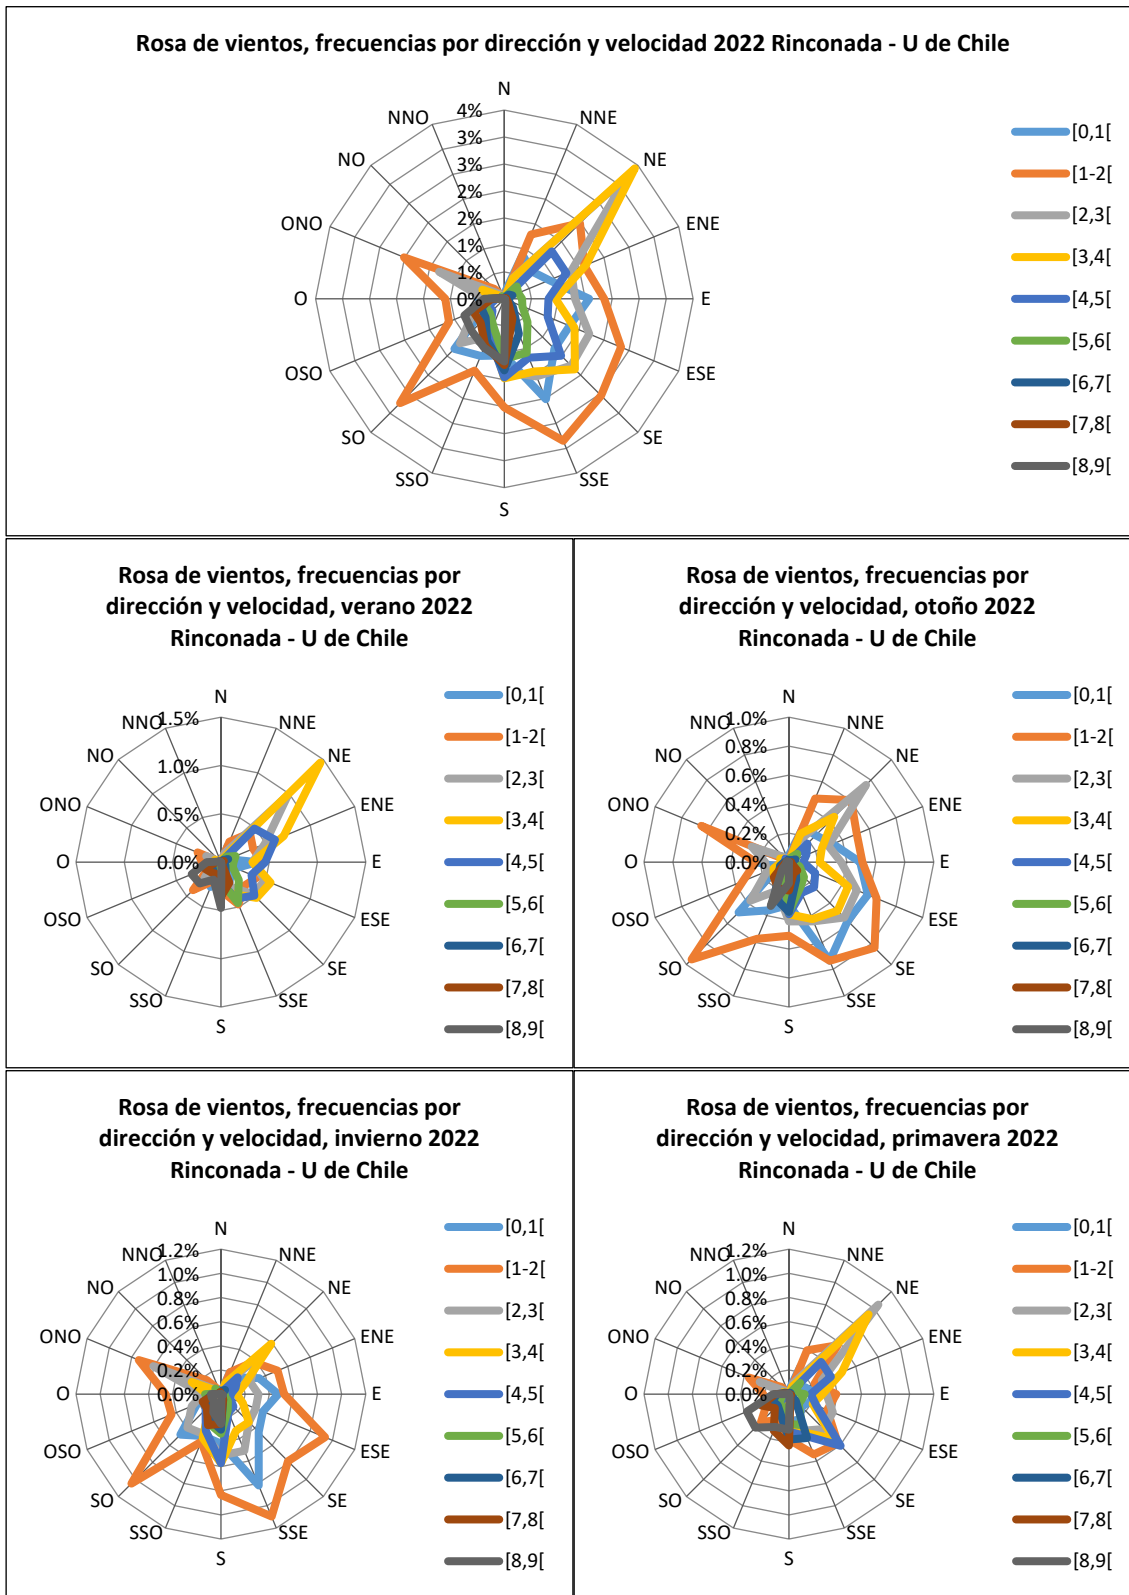 Rosa de vientos, frecuencias por dirección y velocidad 2022 Rinconada - U de Chile
N
NNE
NE
ENE
E
ESE
SE
SSE
S
SSO
SO
OSO
O
ONO
NO
NNO
4%
3%
3%
2%
2%
1%
1%
0%
[0,1[
[1-2[
[2,3[
[3,4[
[4,5[
[5,6[
[6,7[
[7,8[
[8,9[
Rosa de vientos, frecuencias por
dirección y velocidad, verano 2022
Rinconada - U de Chile
N
NNE
NE
ENE
E
ESE
SE
SSE
S
SSO
SO
OSO
O
ONO
NO
NNO
1.5%
1.0%
0.5%
0.0%
[0,1[
[1-2[
[2,3[
[3,4[
[4,5[
[5,6[
[6,7[
[7,8[
[8,9[
Rosa de vientos, frecuencias por
dirección y velocidad, otoño 2022
Rinconada - U de Chile
N
NNE
NE
ENE
E
ESE
SE
SSE
S
SSO
SO
OSO
O
ONO
NO
NNO
1.0%
0.8%
0.6%
0.4%
0.2%
0.0%
[0,1[
[1-2[
[2,3[
[3,4[
[4,5[
[5,6[
[6,7[
[7,8[
[8,9[
Rosa de vientos, frecuencias por
dirección y velocidad, invierno 2022
Rinconada - U de Chile
N
NNE
NE
ENE
E
ESE
SE
SSE
S
SSO
SO
OSO
O
ONO
NO
NNO
1.2%
1.0%
0.8%
0.6%
0.4%
0.2%
0.0%
[0,1[
[1-2[
[2,3[
[3,4[
[4,5[
[5,6[
[6,7[
[7,8[
[8,9[
Rosa de vientos, frecuencias por
dirección y velocidad, primavera 2022
Rinconada - U de Chile
N
NNE
NE
ENE
E
ESE
SE
SSE
S
SSO
SO
OSO
O
ONO
NO
NNO
1.2%
1.0%
0.8%
0.6%
0.4%
0.2%
0.0%
[0,1[
[1-2[
[2,3[
[3,4[
[4,5[
[5,6[
[6,7[
[7,8[
[8,9[